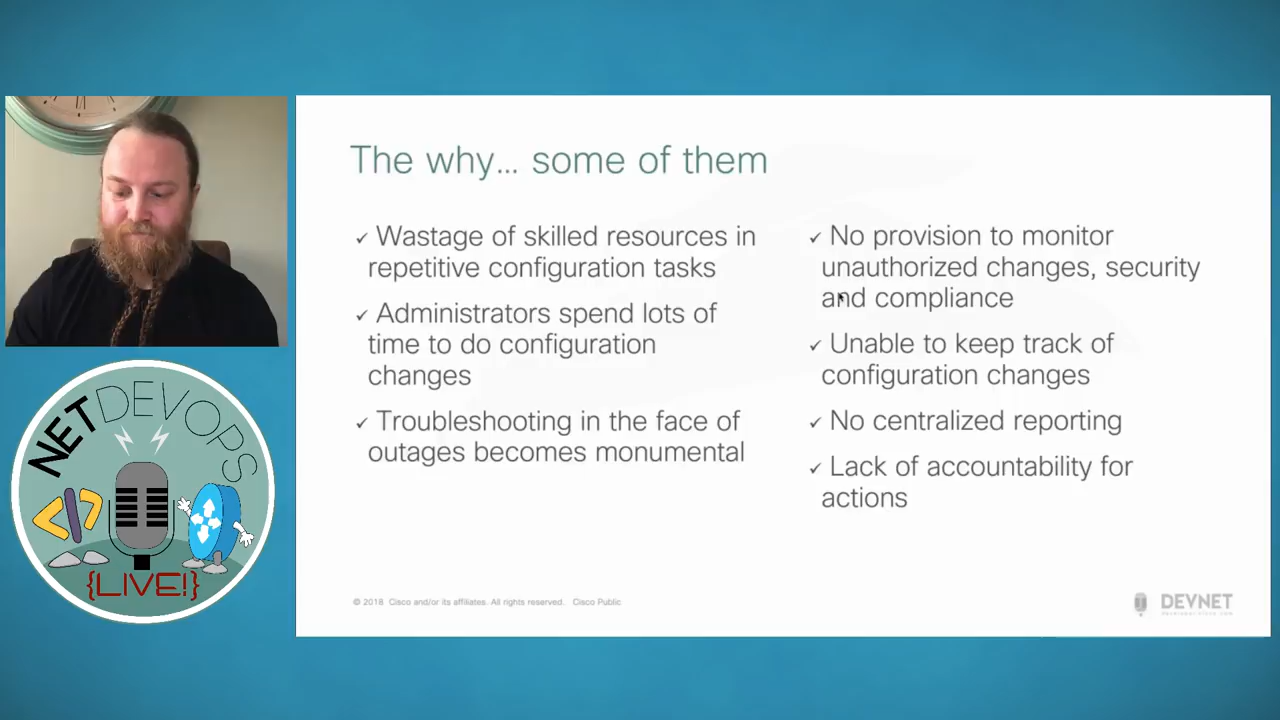 The why... some of them
✓ Wastage of skilled resources in
repetitive configuration tasks
✓ Administrators spend lots of
time to do configuration
changes
✓ Troubleshooting in the face of
outages becomes monumental
✓ No provision to monitor
unauthorized changes, security
and compliance
✓ Unable to keep track of
configuration changes
✓ No centralized reporting
✓ Lack of accountability for
actions
NETDEVOPS
</>
{LIVE!}
© 2018 Cisco and/or its affiliates. All rights reserved. Cisco Public
DEVNET